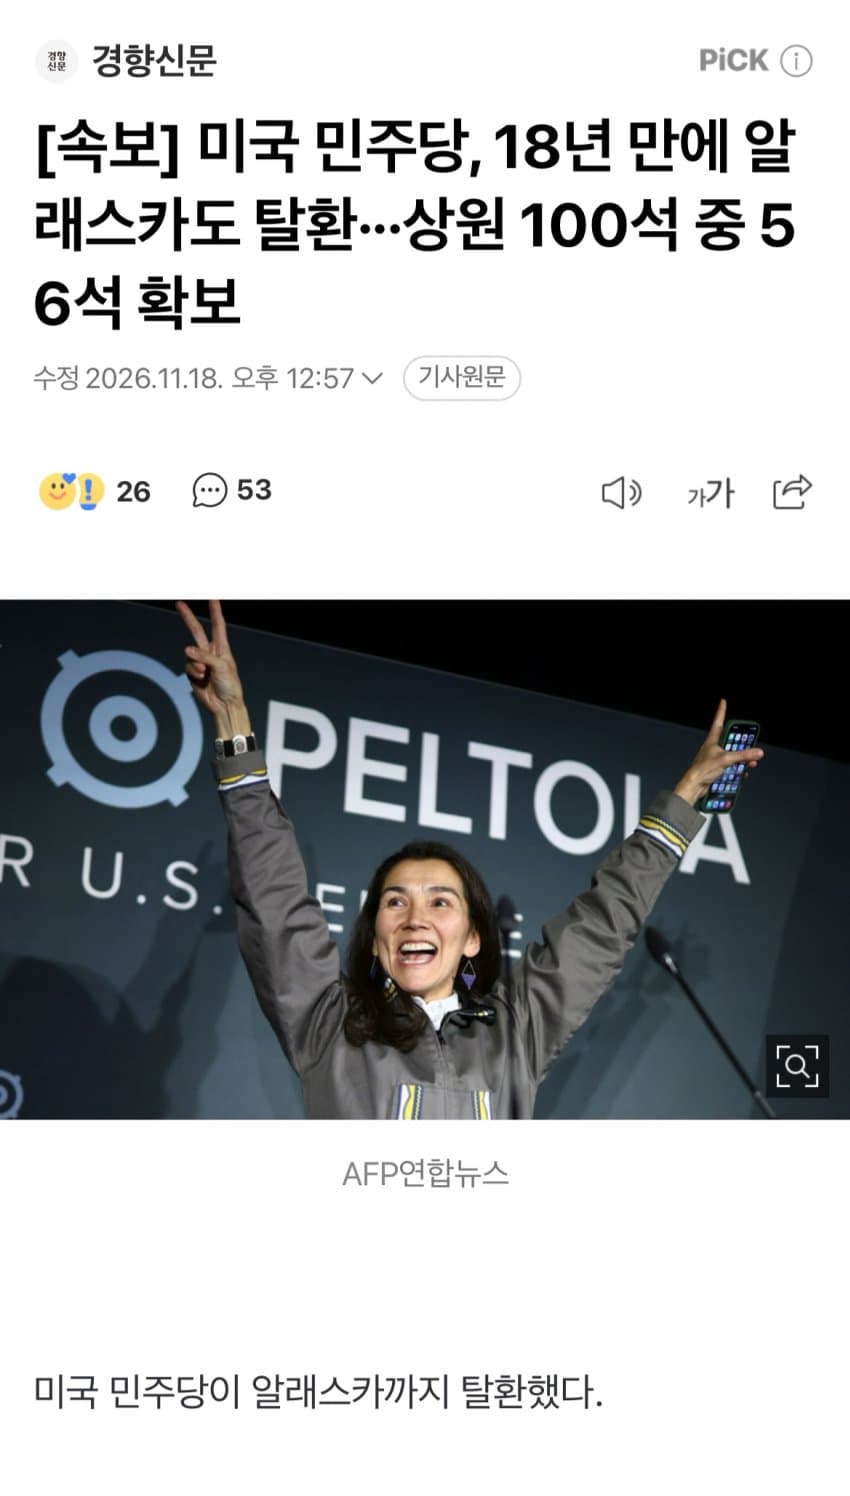 경향
신문
경향신문
PiCK
[속보] 미국 민주당, 18년 만에 알
래스카도 탈환···상원 100석 중 5
6석 확보
수정 2026.11.18. 오후 12:57
기사원문
26
53
가가
PELTOLA
R U.S.
AFP연합뉴스
미국 민주당이 알래스카까지 탈환했다.